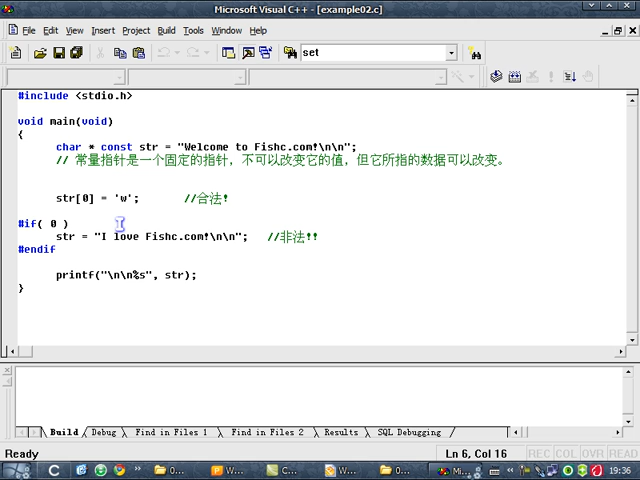 Microsoft Visual C++ - [example02.c]
File Edit View Insert Project Build Tools Window Help
set
#include <stdio.h>
void main(void)
{
char * const str = "Welcome to Fishc.com!\n\n";
// 常量指针是一个固定的指针，不可以改变它的值，但它所指的数据可以改变。
str[0] = 'w'; //合法!
#if( 0 )
str = "I love Fishc.com!\n\n"; //非法!!
#endif
printf("\n\n%s", str);
}
Build Debug Find in Files 1 Find in Files 2 Results SQL Debugging
Ready Ln 6, Col 16 REC COL OVR READ
0... W... C... W... 0... Mi... 19:36